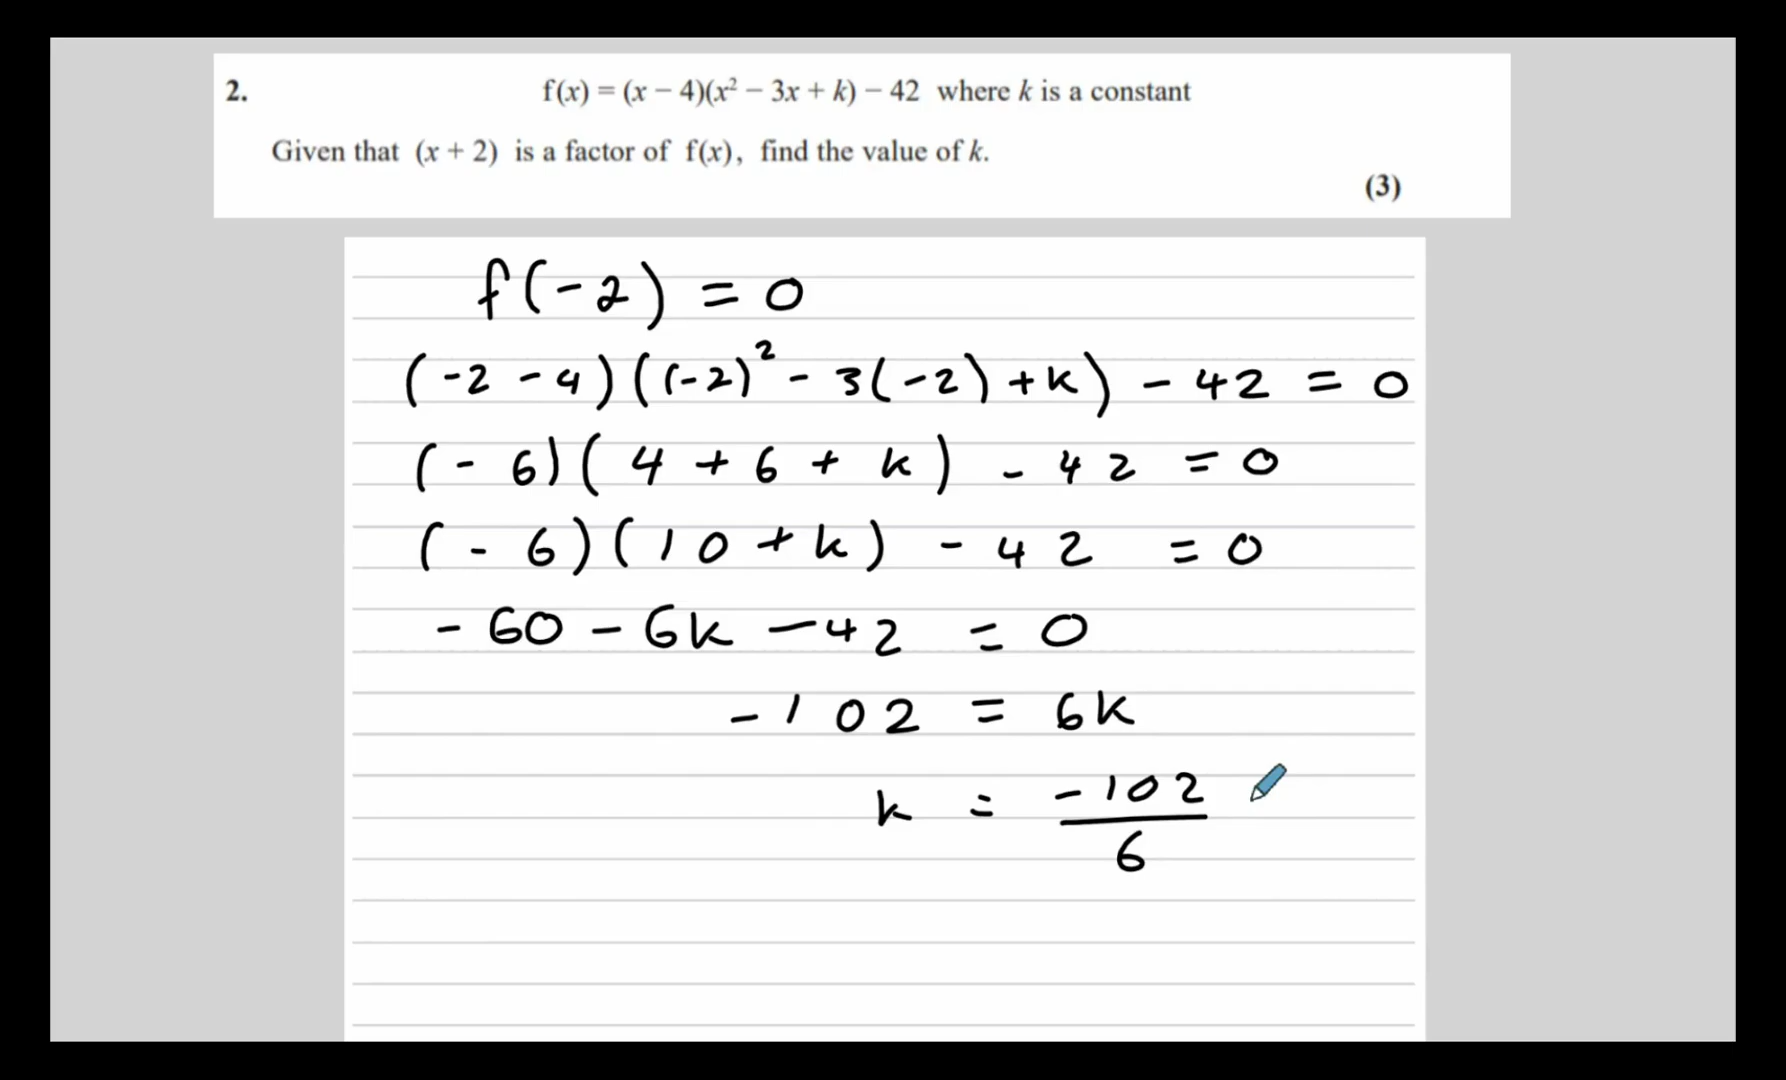 2. f(x) = (x − 4)(x² − 3x + k) − 42 where k is a constant
Given that (x + 2) is a factor of f(x), find the value of k.
(3)
f(-2) = 0
(-2 -4)((-2)² - 3(-2) + k) - 42 = 0
(- 6)(4 + 6 + k) - 42 = 0
(- 6)(10 + k) - 42 = 0
- 60 - 6k - 42 = 0
- 102 = 6k
k = -102
6